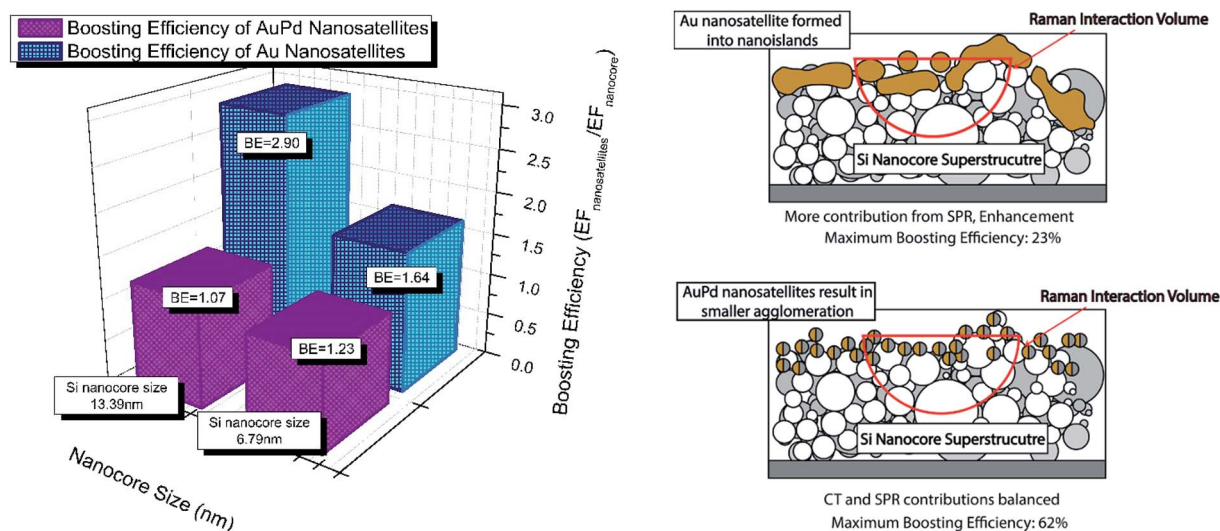 Boosting Efficiency of AuPd Nanosatellites
Boosting Efficiency of Au Nanosatellites
BE=2.90
BE=1.64
BE=1.07
BE=1.23
Si nanocore size
13.39nm
Si nanocore size
6.79nm
Nanocore Size (nm)
3.0
2.5
2.0
1.5
1.0
0.5
0.0
Boosting Efficiency (EFnanosatellites/EFnanocore)
Au nanosatellite formed
into nanoislands
Raman Interaction Volume
Si Nanocore Superstrucutre
More contribution from SPR, Enhancement
Maximum Boosting Efficiency: 23%
AuPd nanosatellites result in
smaller agglomeration
Raman Interaction Volume
Si Nanocore Superstrucutre
CT and SPR contributions balanced
Maximum Boosting Efficiency: 62%